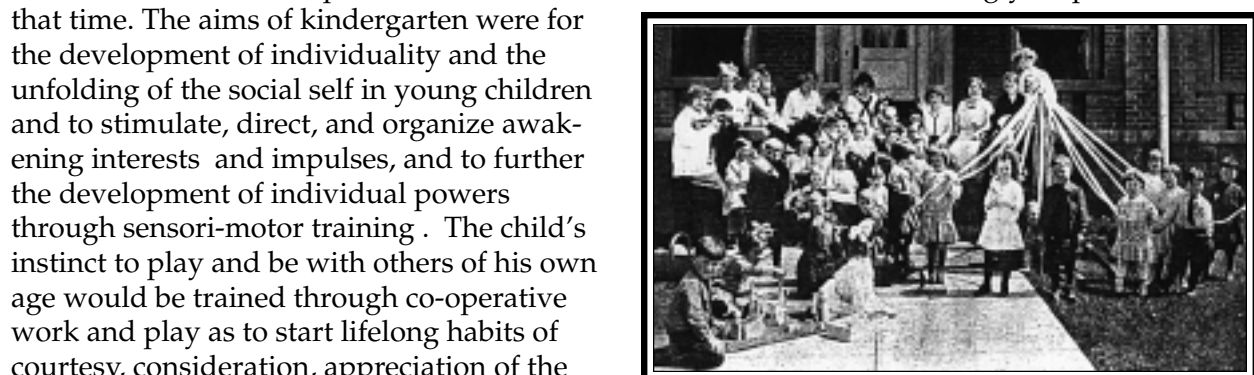 that time. The aims of kindergarten were for
the development of individuality and the
unfolding of the social self in young children
and to stimulate, direct, and organize awak-
ening interests  and impulses, and to further
the development of individual powers
through sensori-motor training .  The child's
instinct to play and be with others of his own
age would be trained through co-operative
work and play as to start lifelong habits of
courtesy, consideration, appreciation of the